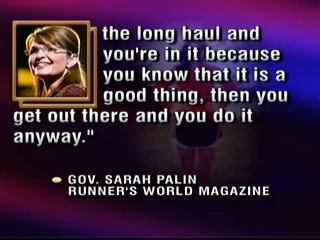 the long haul and
you're in it because
you know that it is a
good thing, then you
get out there and you do it
anyway."
GOV. SARAH PALIN
RUNNER'S WORLD MAGAZINE